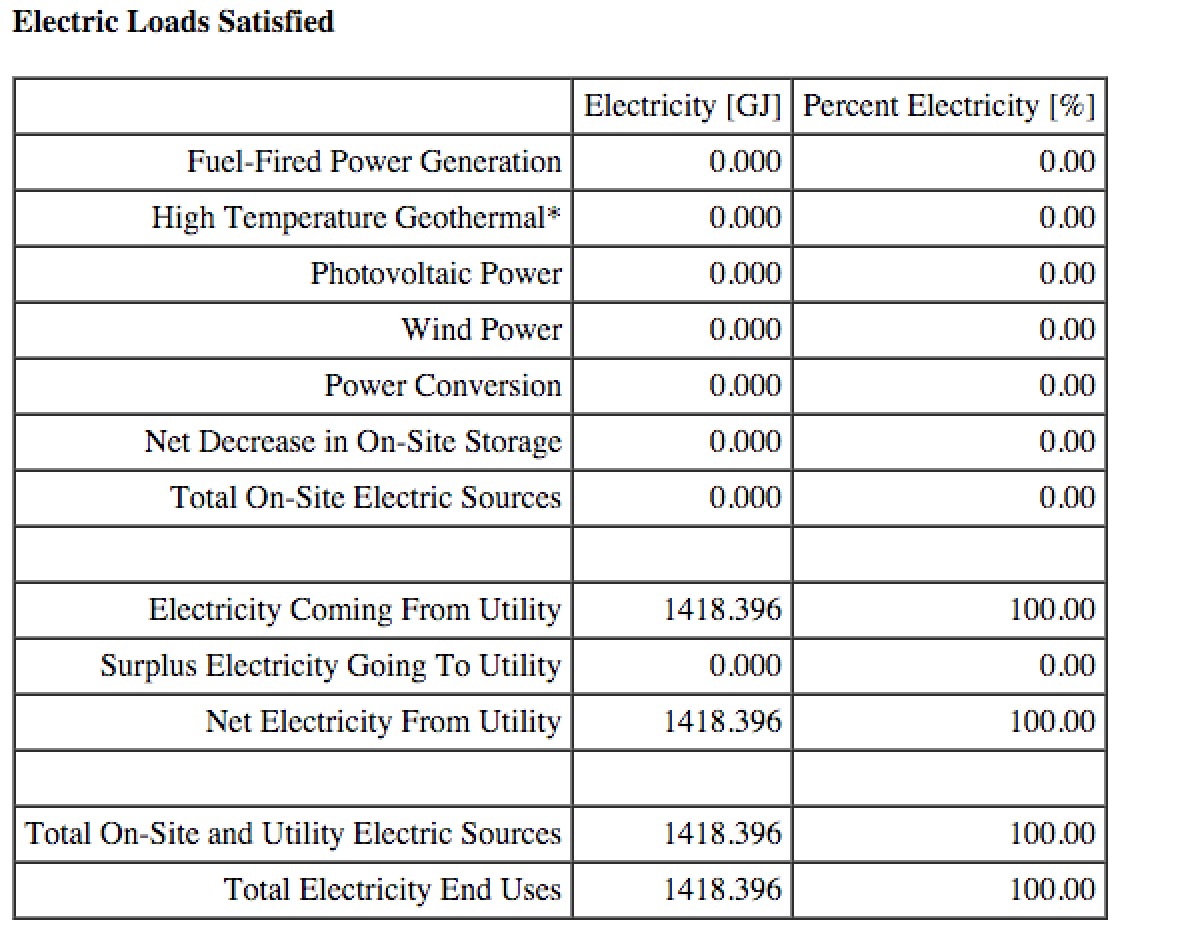 Electric Loads Satisfied
Electricity [GJ] Percent Electricity [%]
Fuel-Fired Power Generation 0.000 0.00
High Temperature Geothermal* 0.000 0.00
Photovoltaic Power 0.000 0.00
Wind Power 0.000 0.00
Power Conversion 0.000 0.00
Net Decrease in On-Site Storage 0.000 0.00
Total On-Site Electric Sources 0.000 0.00
Electricity Coming From Utility 1418.396 100.00
Surplus Electricity Going To Utility 0.000 0.00
Net Electricity From Utility 1418.396 100.00
Total On-Site and Utility Electric Sources 1418.396 100.00
Total Electricity End Uses 1418.396 100.00